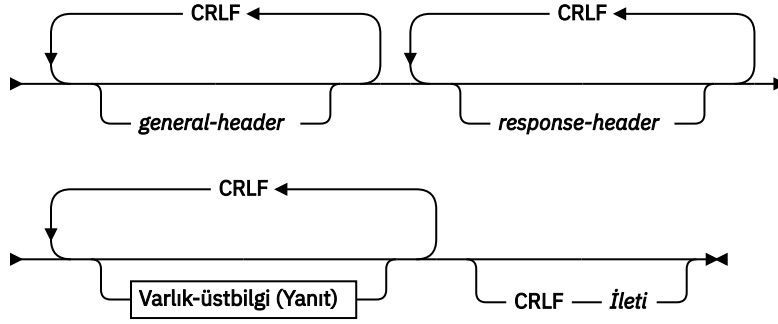 CRLF CRLF
general-header response-header
CRLF
Varlık-üstbilgi (Yanıt) CRLF İleti